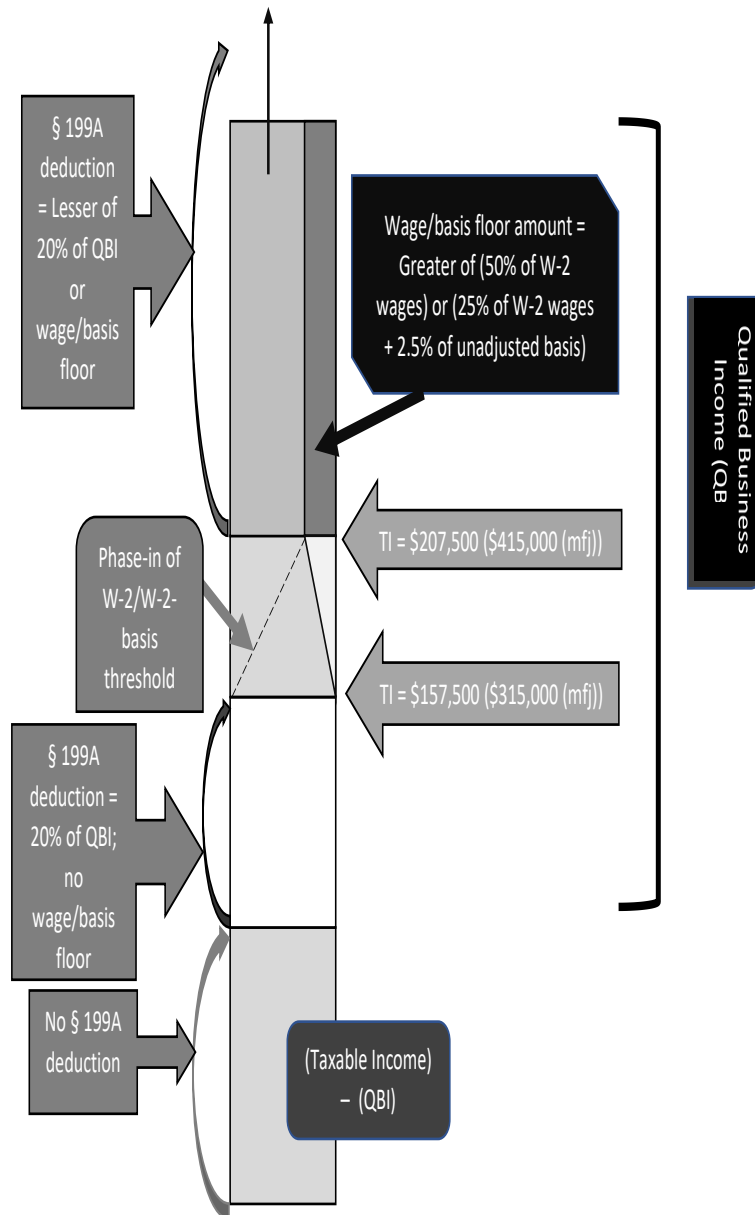 § 199A
deduction
= Lesser of
20% of QBI
or
wage/basis
floor
Wage/basis floor amount =
Greater of (50% of W-2
wages) or (25% of W-2 wages
+ 2.5% of unadjusted basis)
Qualified Business
Income (QB
TI = $207,500 ($415,000 (mfj))
Phase-in of
W-2/W-2-
basis
threshold
TI = $157,500 ($315,000 (mfj))
§ 199A
deduction =
20% of QBI;
no
wage/basis
floor
No § 199A
deduction
(Taxable Income)
– (QBI)